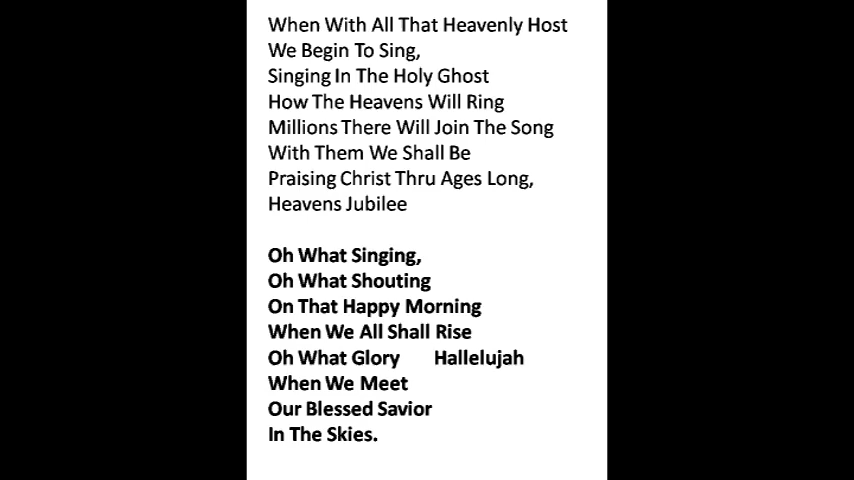 When With All That Heavenly Host
We Begin To Sing,
Singing In The Holy Ghost
How The Heavens Will Ring
Millions There Will Join The Song
With Them We Shall Be
Praising Christ Thru Ages Long,
Heavens Jubilee
Oh What Singing,
Oh What Shouting
On That Happy Morning
When We All Shall Rise
Oh What Glory Hallelujah
When We Meet
Our Blessed Savior
In The Skies.